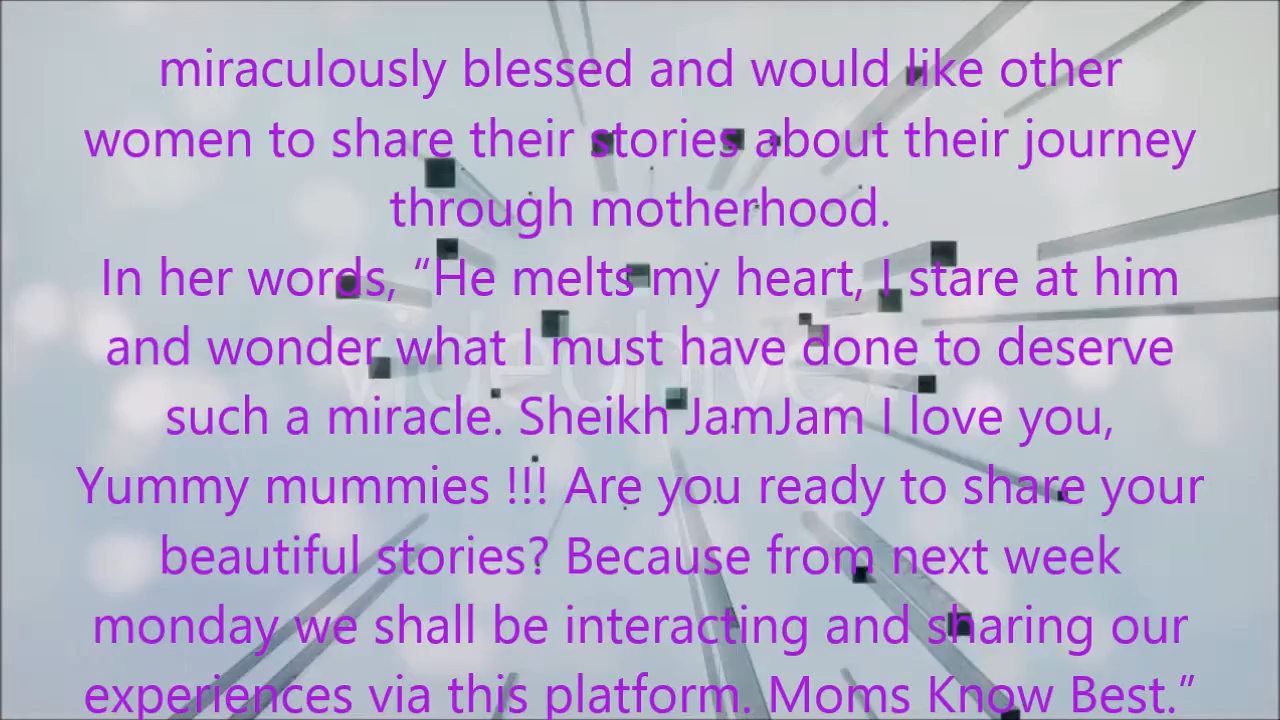 miraculously blessed and would like other
women to share their stories about their journey
through motherhood.
In her words, “He melts my heart, I stare at him
and wonder what I must have done to deserve
such a miracle. Sheikh JamJam I love you,
Yummy mummies !!! Are you ready to share your
beautiful stories? Because from next week
monday we shall be interacting and sharing our
experiences via this platform. Moms Know Best.”
videohive